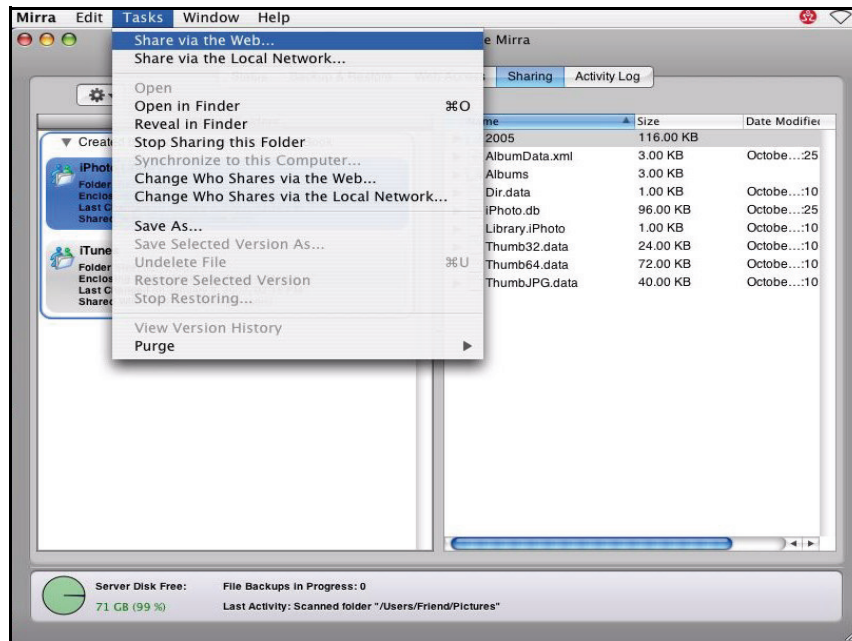 Mirra Edit Tasks Window Help
e Mirra
Share via the Web...
Share via the Local Network...
Open
Open in Finder ⌘O
Reveal in Finder
Stop Sharing this Folder
Synchronize to this Computer...
Change Who Shares via the Web...
Change Who Shares via the Local Network...
Save As...
Save Selected Version As...
Undelete File ⌘U
Restore Selected Version
Stop Restoring...
View Version History
Purge
Sharing Activity Log
Creat
iPhot
Folder
Enclos
Last C
Share
iTune
Folder
Enclos
Last C
Share
me Size Date Modified
2005 116.00 KB
AlbumData.xml 3.00 KB Octobe...:25
Albums 3.00 KB
Dir.data 1.00 KB Octobe...:10
iPhoto.db 96.00 KB Octobe...:25
Library.iPhoto 1.00 KB Octobe...:10
Thumb32.data 24.00 KB Octobe...:10
Thumb64.data 72.00 KB Octobe...:10
ThumbJPG.data 40.00 KB Octobe...:10
Server Disk Free: File Backups in Progress: 0
71 GB (99 %) Last Activity: Scanned folder "/Users/Friend/Pictures"